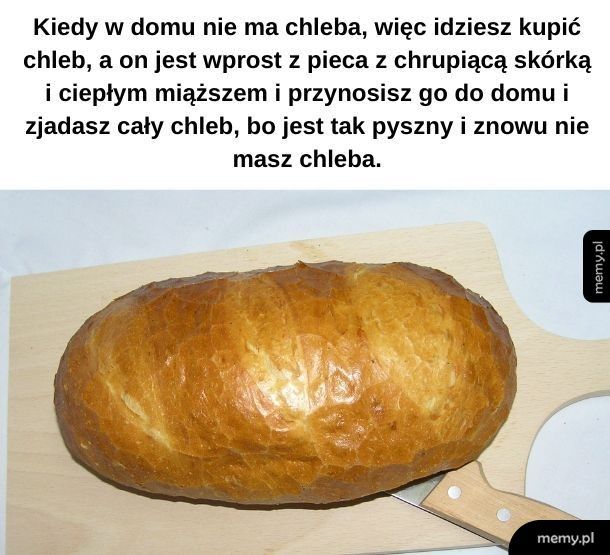 Kiedy w domu nie ma chleba, więc idziesz kupić
chleb, a on jest wprost z pieca z chrupiącą skórką
i ciepłym miąższem i przynosisz go do domu i
zjadasz cały chleb, bo jest tak pyszny i znowu nie
masz chleba.
memy.pl
memy.pl